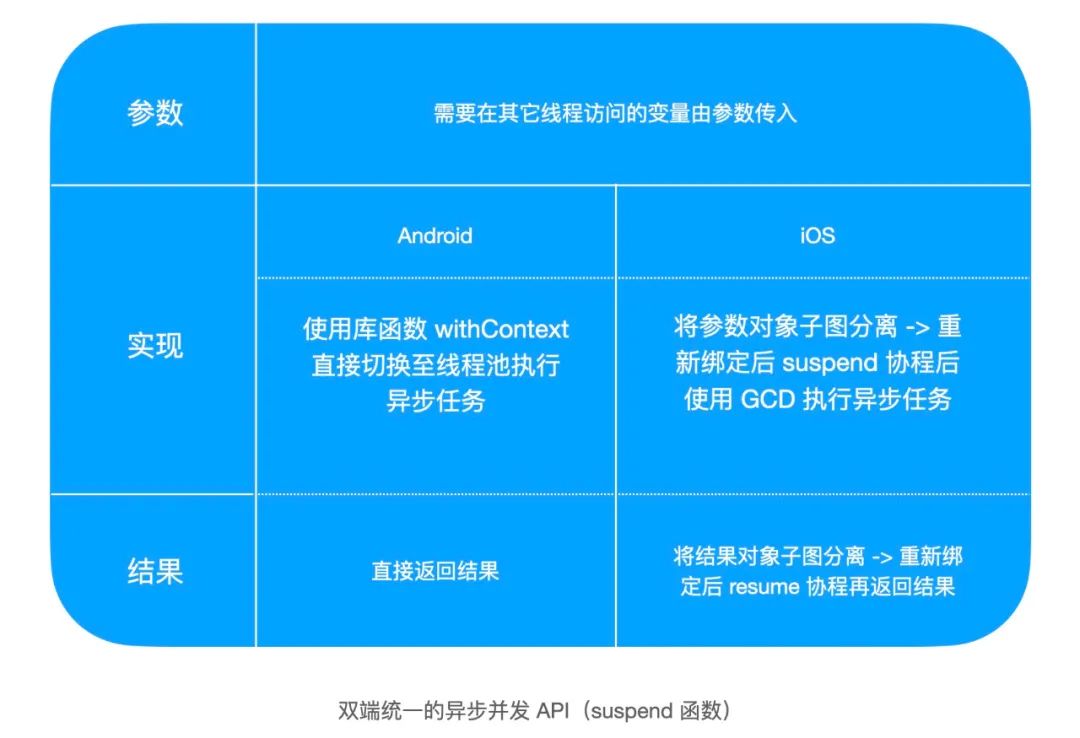 参数
需要在其它线程访问的变量由参数传入
实现
Android
iOS
使用库函数 withContext
直接切换至线程池执行
异步任务
将参数对象子图分离 -> 重
新绑定后 suspend 协程后
使用 GCD 执行异步任务
结果
直接返回结果
将结果对象子图分离 -> 重新绑
定后 resume 协程再返回结果
双端统一的异步并发 API（suspend 函数）